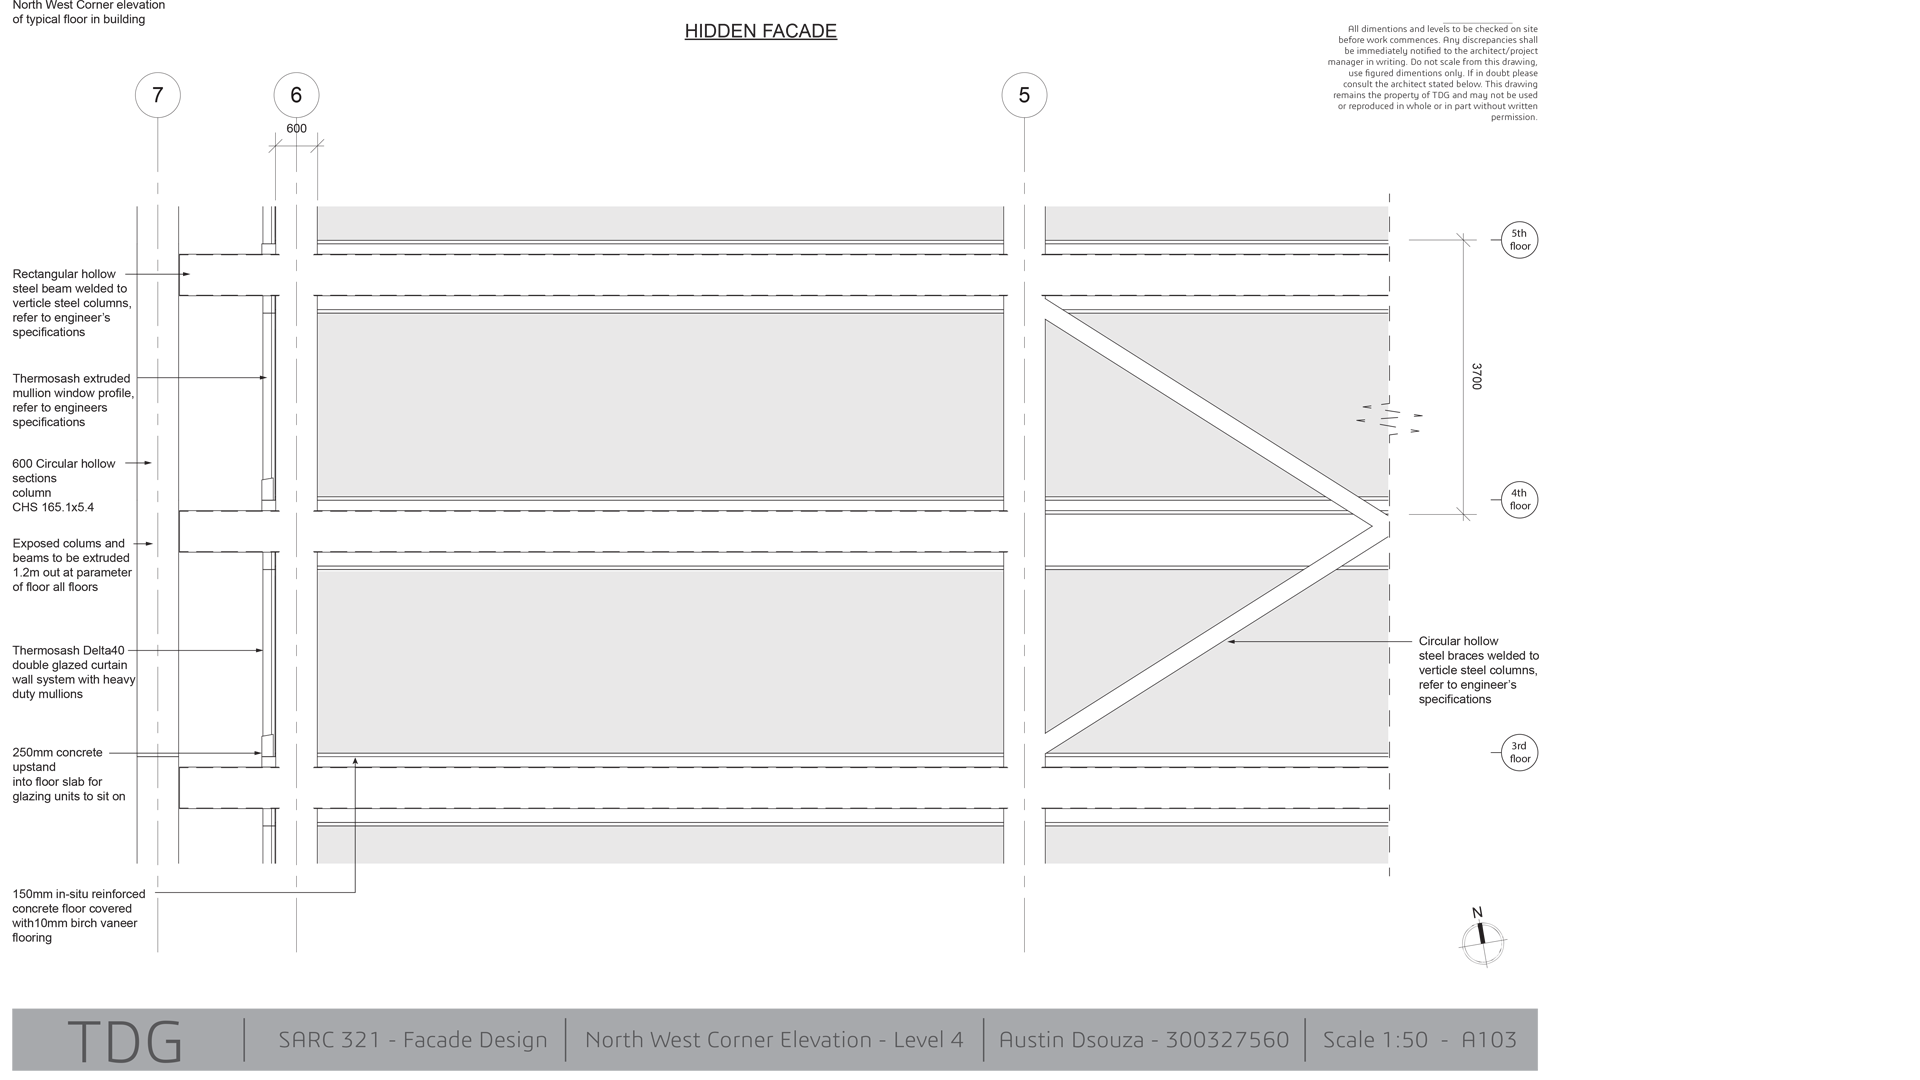 North West Corner elevation
of typical floor in building
HIDDEN FACADE
All dimentions and levels to be checked on site
before work commences. Any discrepancies shall
be immediately notified to the architect/project
manager in writing. Do not scale from this drawing,
use figured dimentions only. If in doubt please
consult the architect stated below. This drawing
remains the property of TDG and may not be used
or reproduced in whole or in part without written
permission.
7
6
5
600
5th
floor
Rectangular hollow
steel beam welded to
verticle steel columns,
refer to engineer's
specifications
Thermosash extruded
mullion window profile,
refer to engineers
specifications
3700
600 Circular hollow
sections
column
CHS 165.1x5.4
4th
floor
Exposed colums and
beams to be extruded
1.2m out at parameter
of floor all floors
Thermosash Delta40
double glazed curtain
wall system with heavy
duty mullions
Circular hollow
steel braces welded to
verticle steel columns,
refer to engineer's
specifications
250mm concrete
upstand
into floor slab for
glazing units to sit on
3rd
floor
150mm in-situ reinforced
concrete floor covered
with10mm birch vaneer
flooring
N
TDG
SARC 321 - Facade Design
North West Corner Elevation - Level 4
Austin Dsouza - 300327560
Scale 1:50 - A103